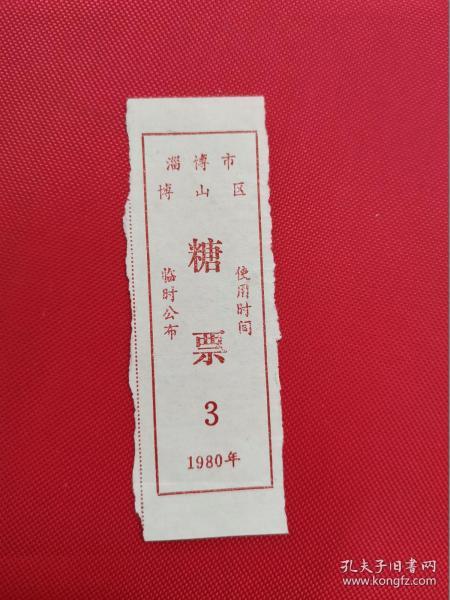 淄博市
博山区
糖票
使用时间
临时公布
3
1980年
孔夫子旧书网
www.kongfz.com